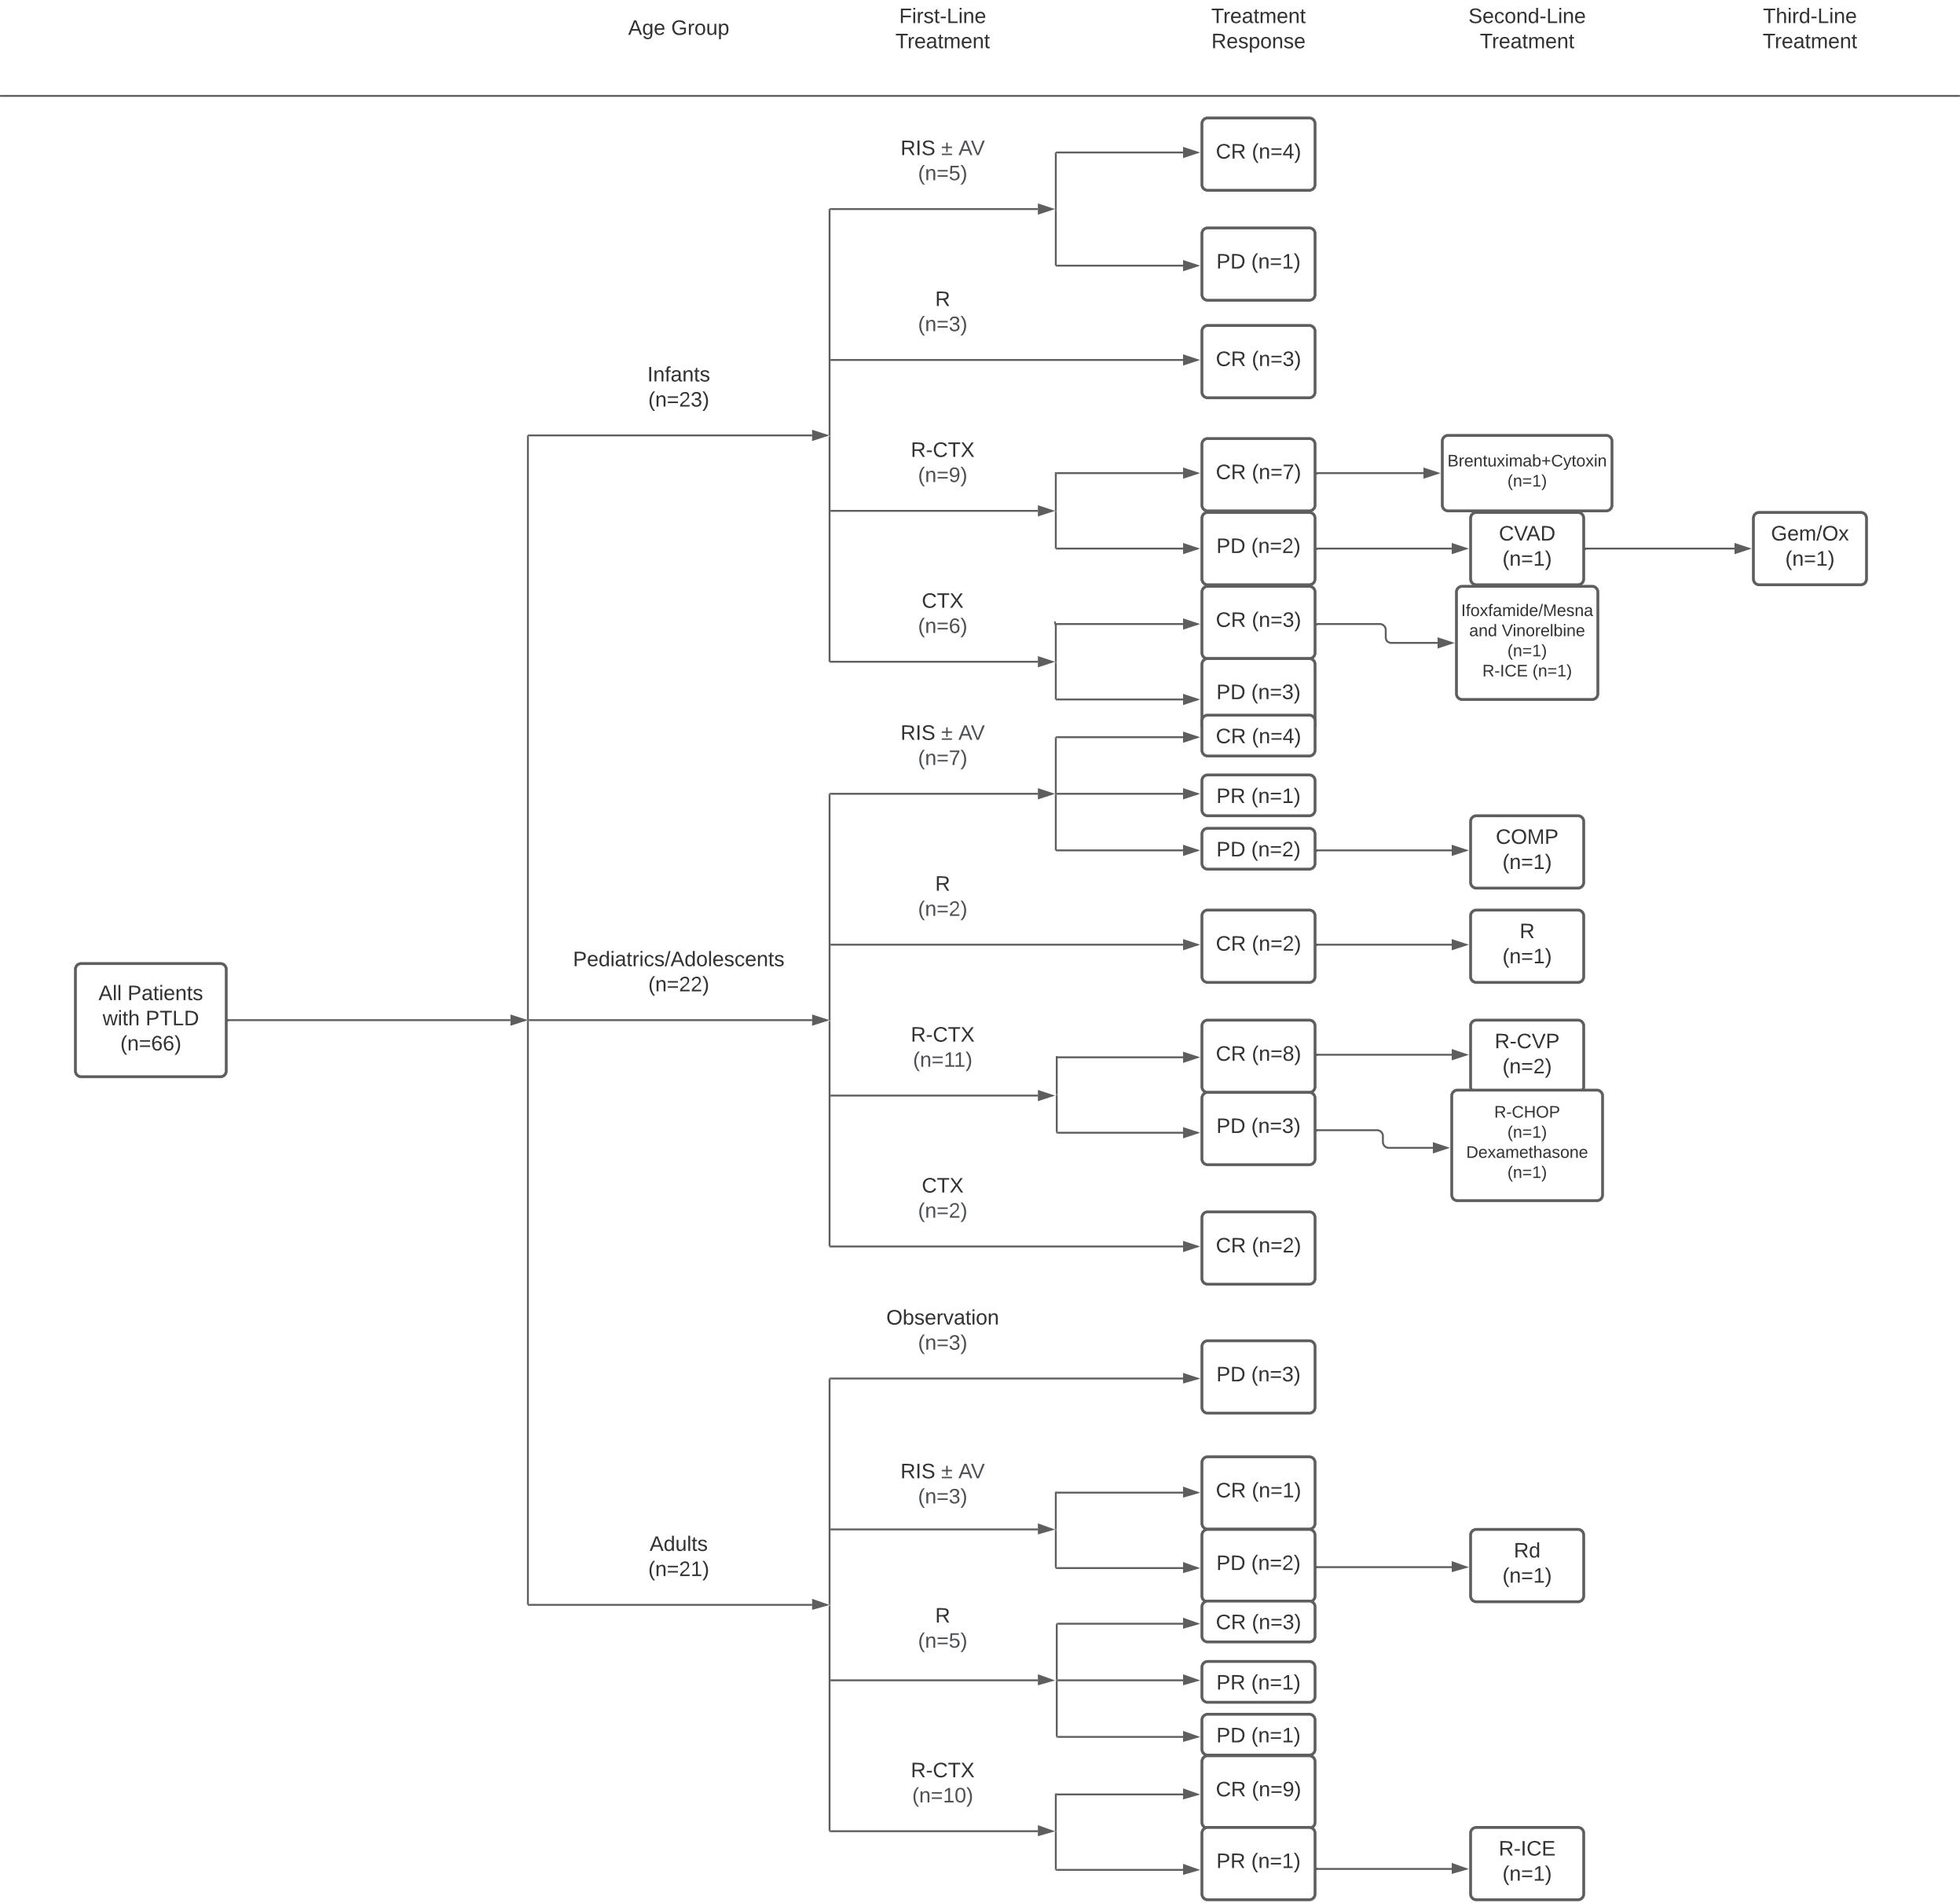 Age Group
First-Line
Treatment
Treatment
Response
Second-Line
Treatment
Third-Line
Treatment
All Patients
with PTLD
(n=66)
Infants
(n=23)
RIS ± AV
(n=5)
CR (n=4)
PD (n=1)
R
(n=3)
CR (n=3)
R-CTX
(n=9)
CR (n=7)
Brentuximab+Cytoxin
(n=1)
PD (n=2)
CVAD
(n=1)
Gem/Ox
(n=1)
CTX
(n=6)
CR (n=3)
Ifoxfamide/Mesna
and Vinorelbine
(n=1)
R-ICE (n=1)
PD (n=3)
Pediatrics/Adolescents
(n=22)
RIS ± AV
(n=7)
CR (n=4)
PR (n=1)
PD (n=2)
COMP
(n=1)
R
(n=2)
CR (n=2)
R
(n=1)
R-CTX
(n=11)
CR (n=8)
R-CVP
(n=2)
PD (n=3)
R-CHOP
(n=1)
Dexamethasone
(n=1)
CTX
(n=2)
CR (n=2)
Adults
(n=21)
Observation
(n=3)
PD (n=3)
RIS ± AV
(n=3)
CR (n=1)
PD (n=2)
Rd
(n=1)
R
(n=5)
CR (n=3)
PR (n=1)
PD (n=1)
R-CTX
(n=10)
CR (n=9)
PR (n=1)
R-ICE
(n=1)